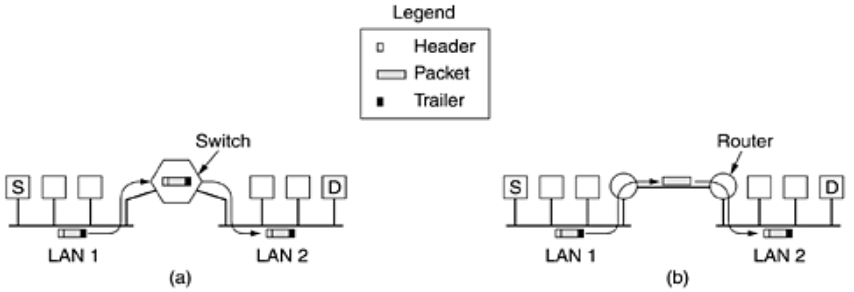 Legend
Header
Packet
Trailer
Switch
Router
S
D
S
D
LAN 1
LAN 2
LAN 1
LAN 2
(a)
(b)